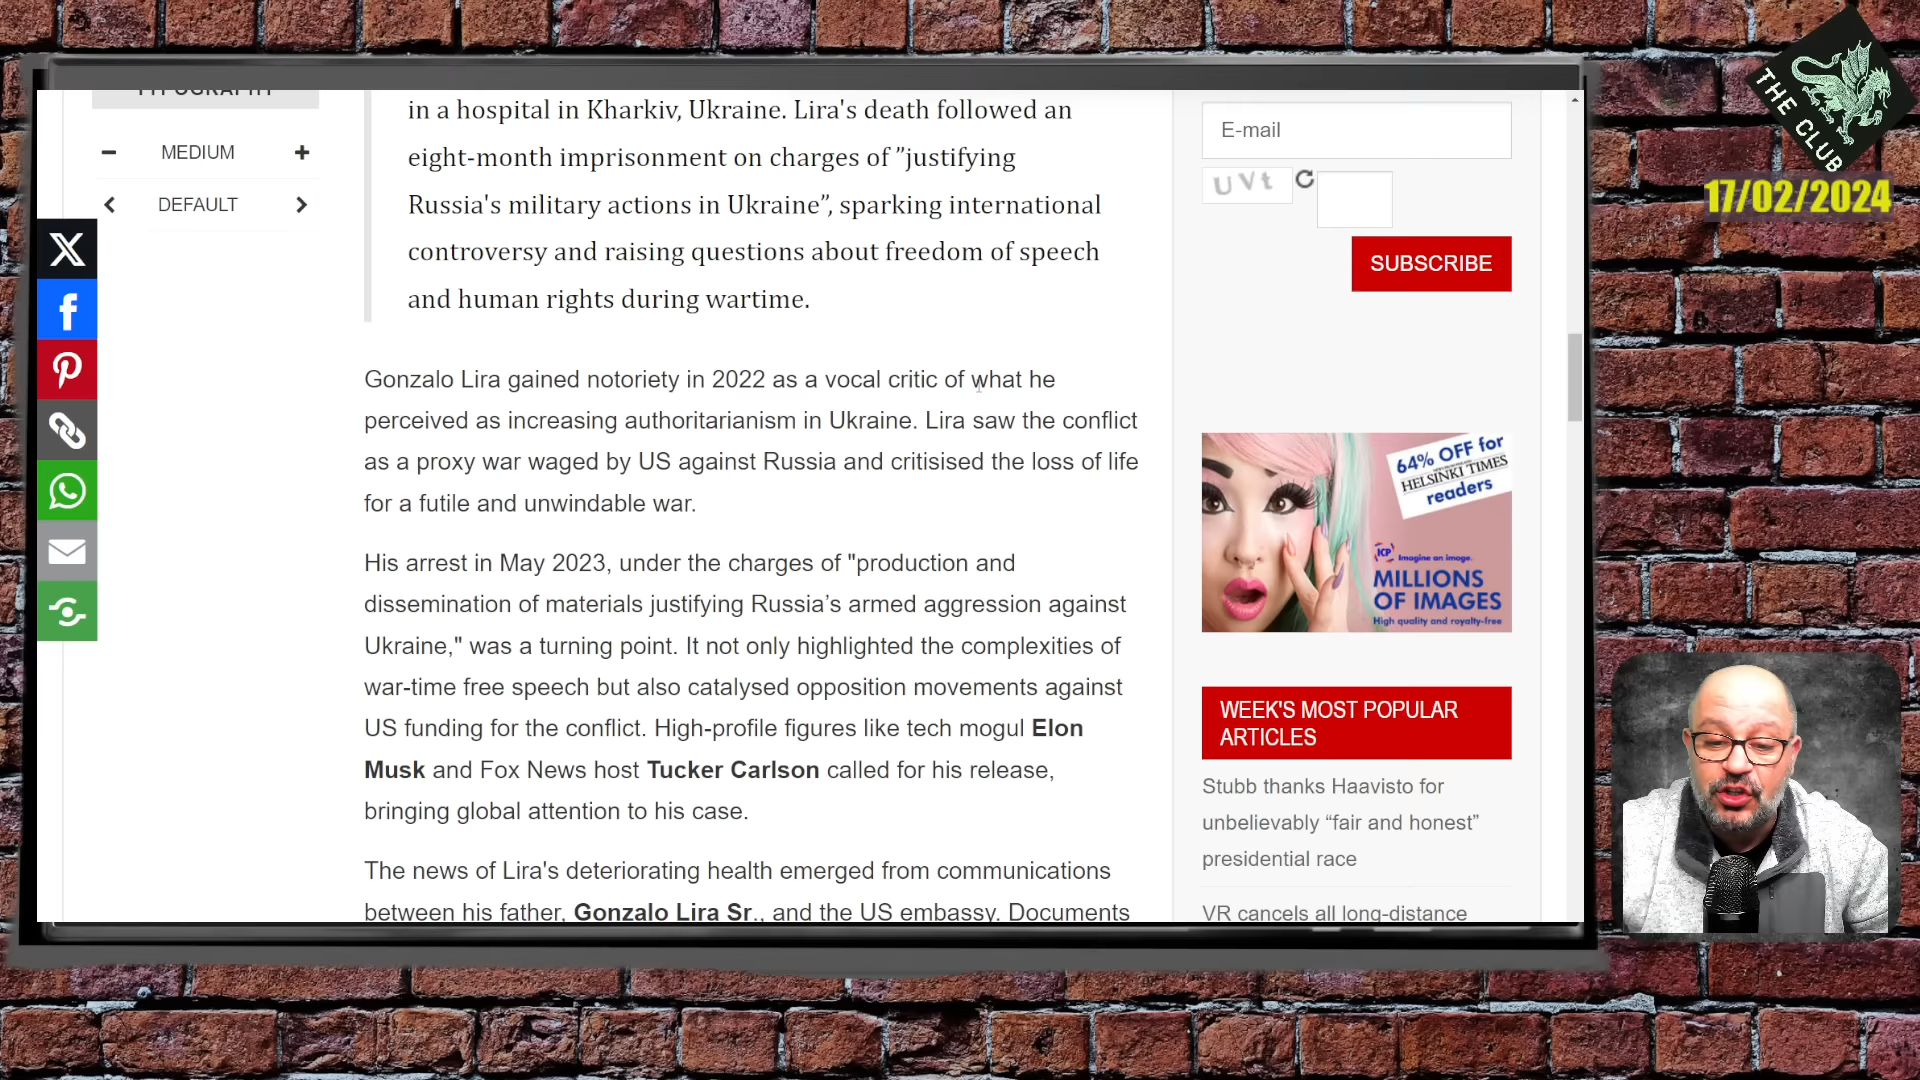 TYPOGRAPHY
MEDIUM
DEFAULT
in a hospital in Kharkiv, Ukraine. Lira's death followed an
eight-month imprisonment on charges of ”justifying
Russia's military actions in Ukraine”, sparking international
controversy and raising questions about freedom of speech
and human rights during wartime.
Gonzalo Lira gained notoriety in 2022 as a vocal critic of what he
perceived as increasing authoritarianism in Ukraine. Lira saw the conflict
as a proxy war waged by US against Russia and critisised the loss of life
for a futile and unwindable war.
His arrest in May 2023, under the charges of "production and
dissemination of materials justifying Russia’s armed aggression against
Ukraine," was a turning point. It not only highlighted the complexities of
war-time free speech but also catalysed opposition movements against
US funding for the conflict. High-profile figures like tech mogul Elon
Musk and Fox News host Tucker Carlson called for his release,
bringing global attention to his case.
The news of Lira's deteriorating health emerged from communications
between his father, Gonzalo Lira Sr., and the US embassy. Documents
E-mail
UVt
SUBSCRIBE
64% OFF for
HELSINKI TIMES
readers
ICP Imagine an image.
MILLIONS
OF IMAGES
High quality and royalty-free
WEEK'S MOST POPULAR
ARTICLES
Stubb thanks Haavisto for
unbelievably “fair and honest”
presidential race
VR cancels all long-distance
THE CLUB
17/02/2024